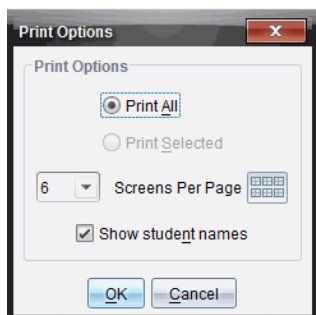 Print Options
Print Options
Print All
Print Selected
6 Screens Per Page
Show student names
OK Cancel